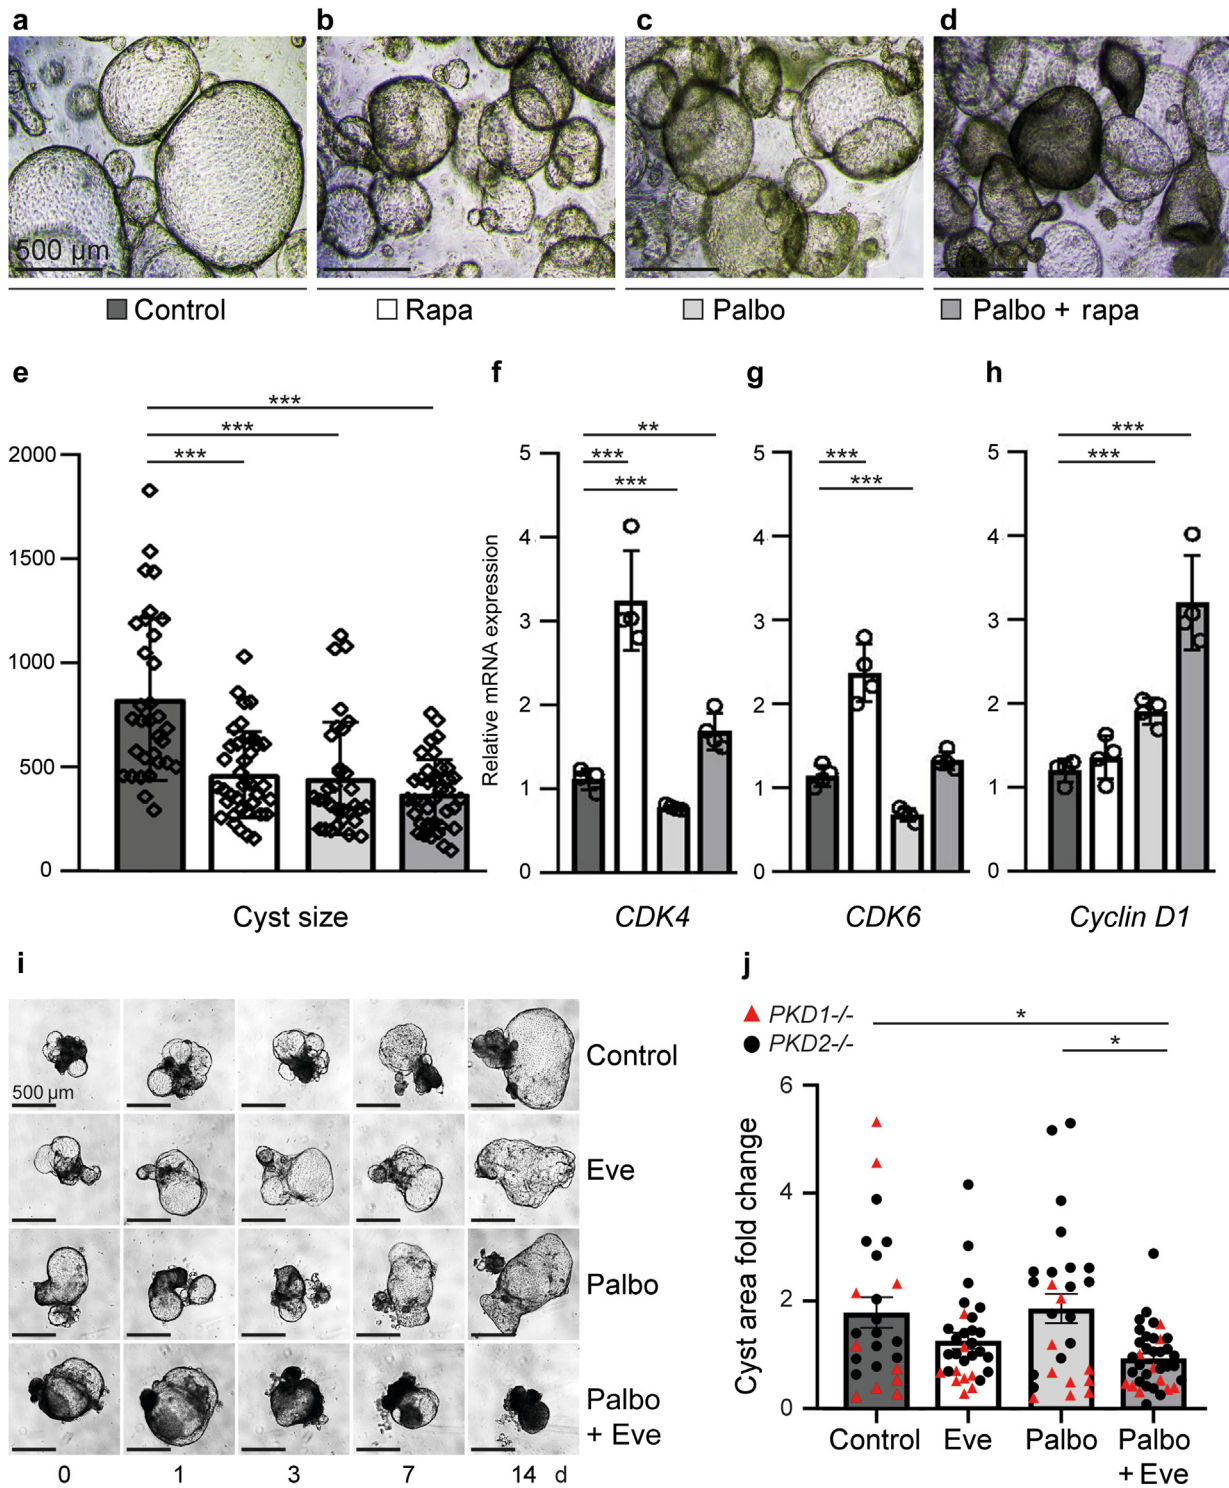 a b c d
500 µm
Control Rapa Palbo Palbo + rapa
e f g h
***
***
***
2000
1500
1000
500
0
Cyst size
Relative mRNA expression
**
***
***
5
4
3
2
1
0
CDK4
***
***
5
4
3
2
1
0
CDK6
***
***
5
4
3
2
1
0
Cyclin D1
i
500 µm
Control
Eve
Palbo
Palbo
+ Eve
0 1 3 7 14 d
j
PKD1-/-
PKD2-/-
*
*
Cyst area fold change
6
4
2
0
Control Eve Palbo Palbo
+ Eve